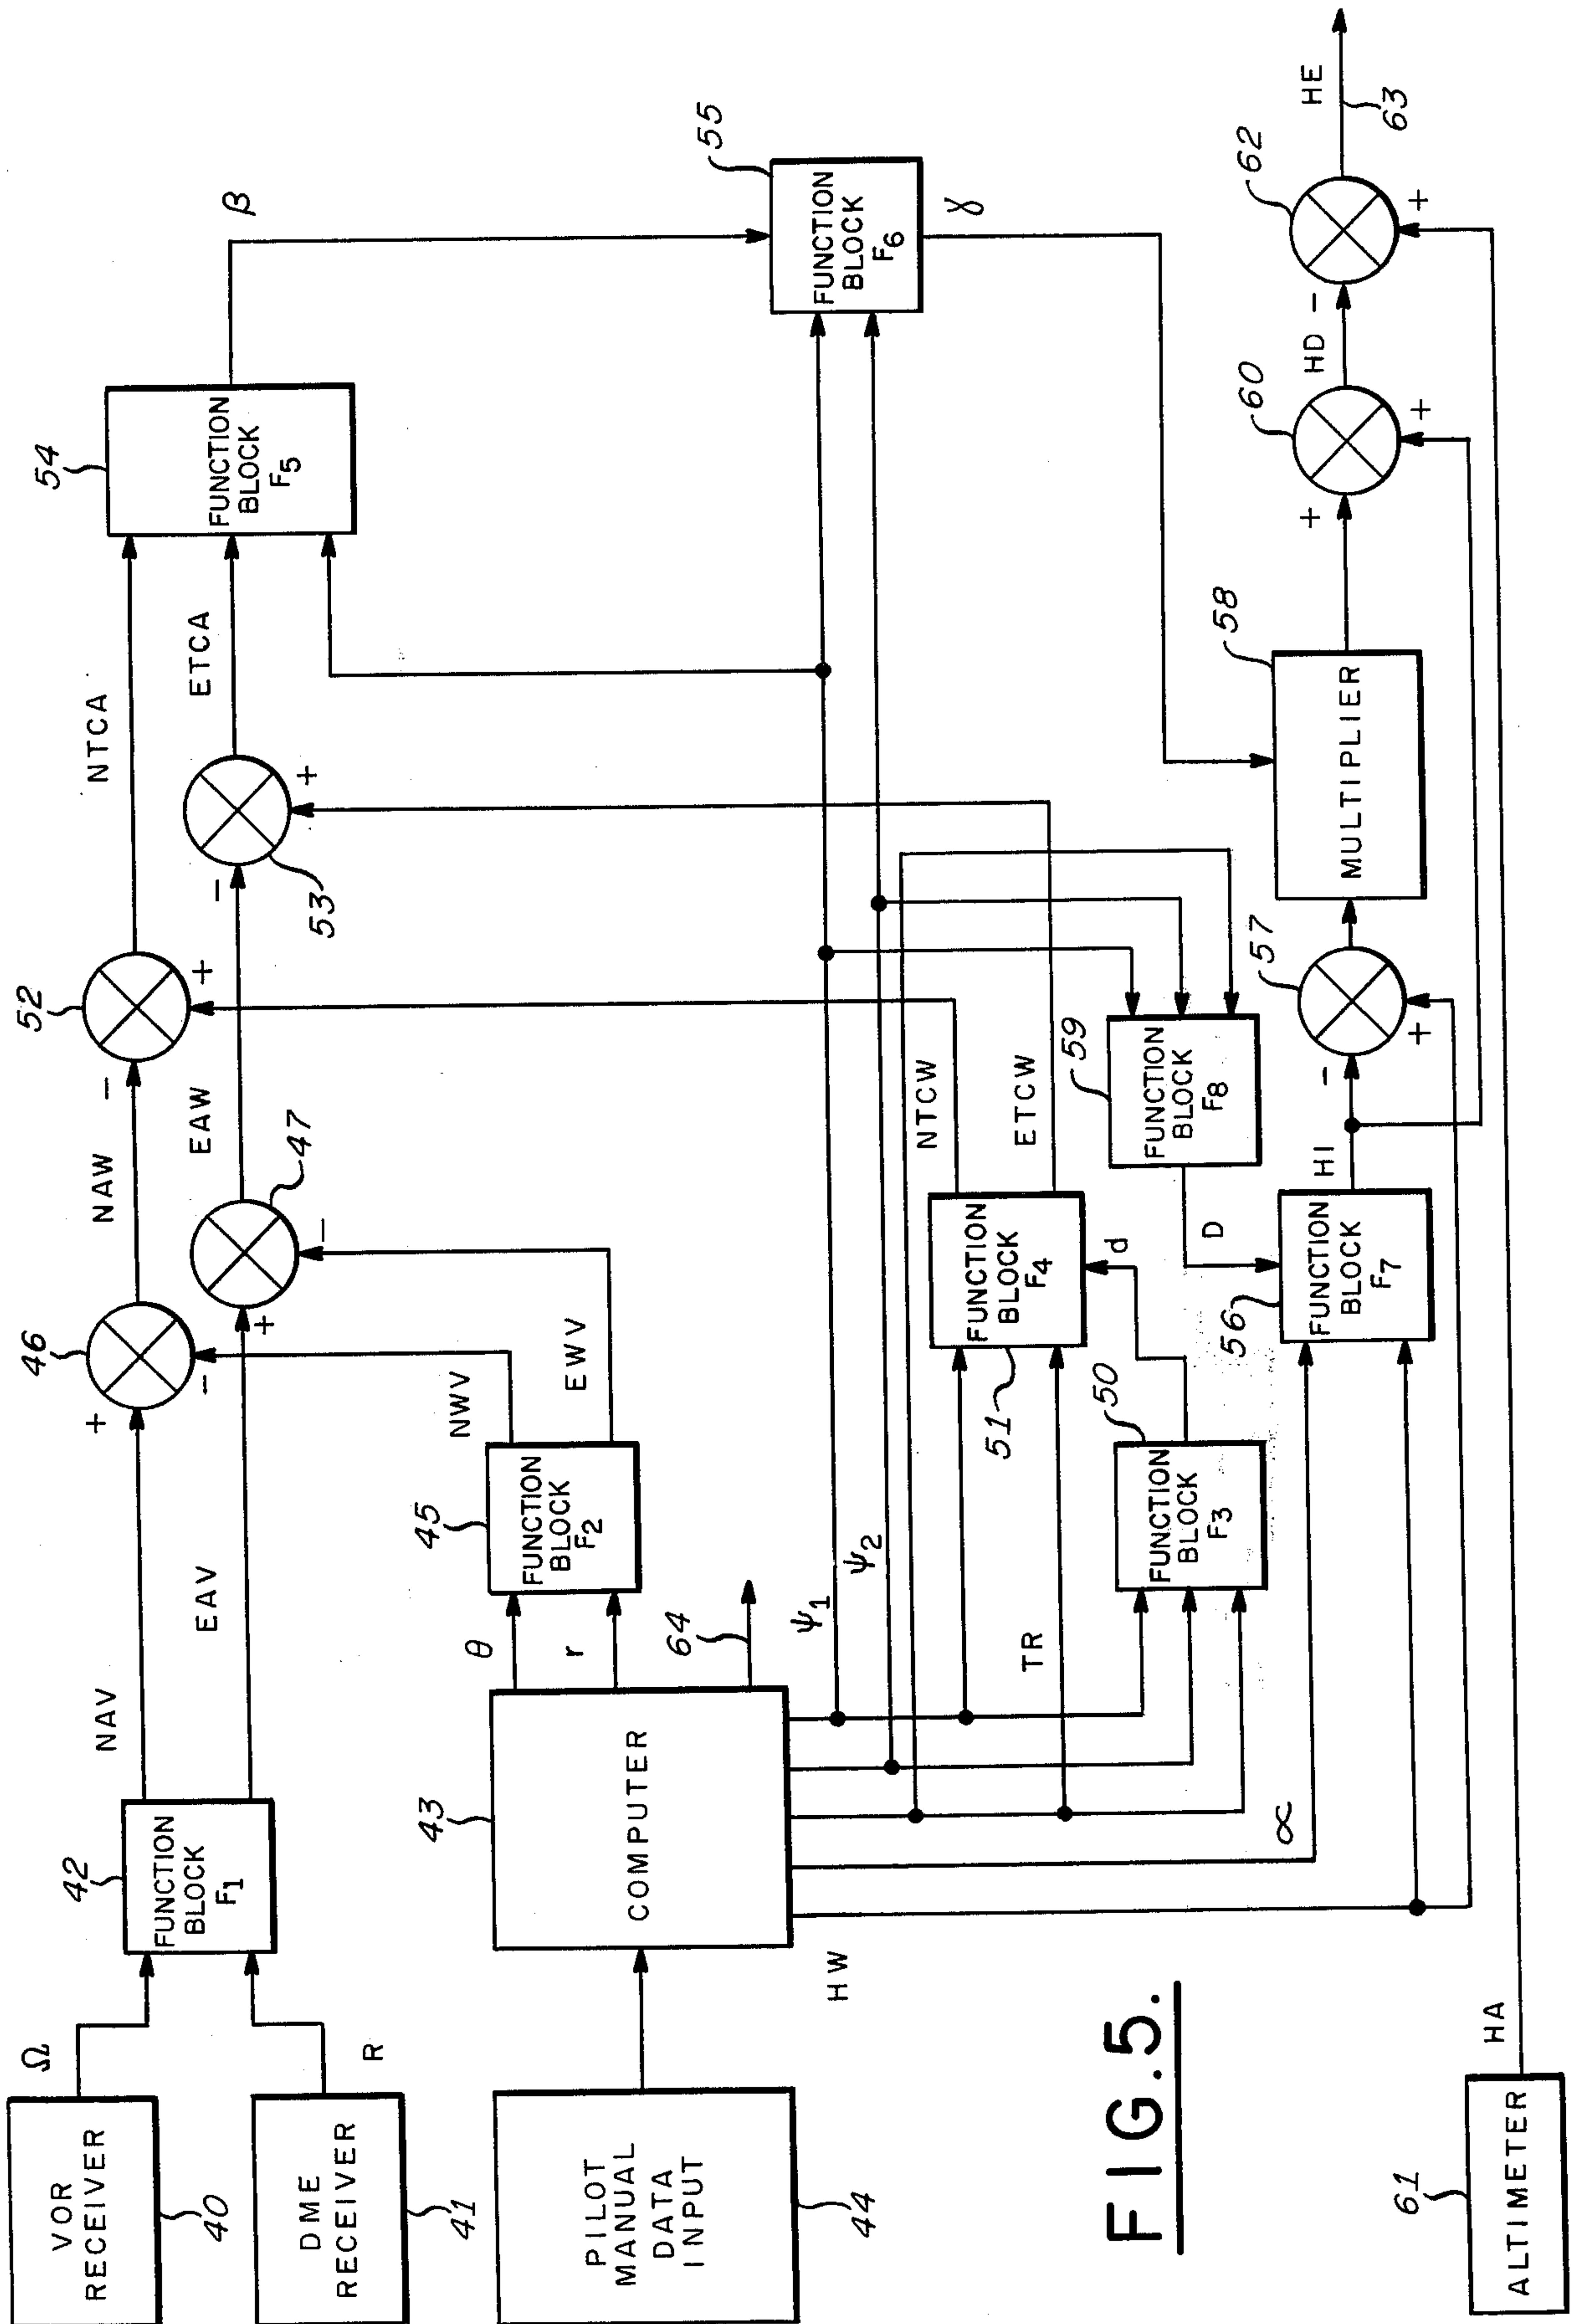 VOR
RECEIVER
40
Ω
DME
RECEIVER
41
R
42
FUNCTION
BLOCK
F1
NAV
EAV
46
+
−
47
+
−
NAW
EAW
52
−
+
53
−
+
NTCA
ETCA
54
FUNCTION
BLOCK
F5
β
PILOT
MANUAL
DATA
INPUT
44
43
COMPUTER
θ
r
64
45
FUNCTION
BLOCK
F2
NWV
EWV
ψ1
ψ2
TR
α
HW
50
FUNCTION
BLOCK
F3
d
51
FUNCTION
BLOCK
F4
NTCW
ETCW
59
FUNCTION
BLOCK
F8
D
56
FUNCTION
BLOCK
F7
HI
57
−
+
58
MULTIPLIER
55
FUNCTION
BLOCK
F6
γ
60
+
+
HD
62
−
+
HE
63
61
ALTIMETER
HA
FIG.5.